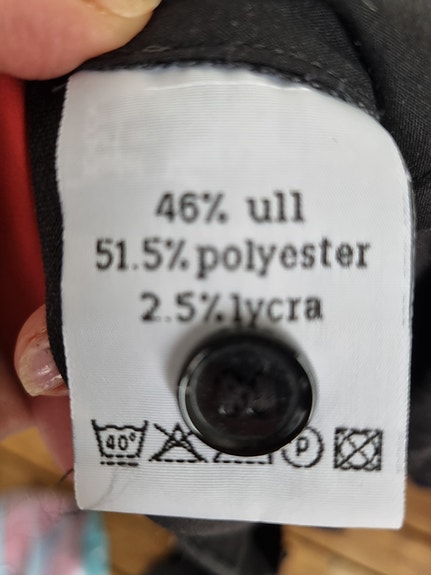 46% ull
51.5% polyester
2.5% lycra
40° P